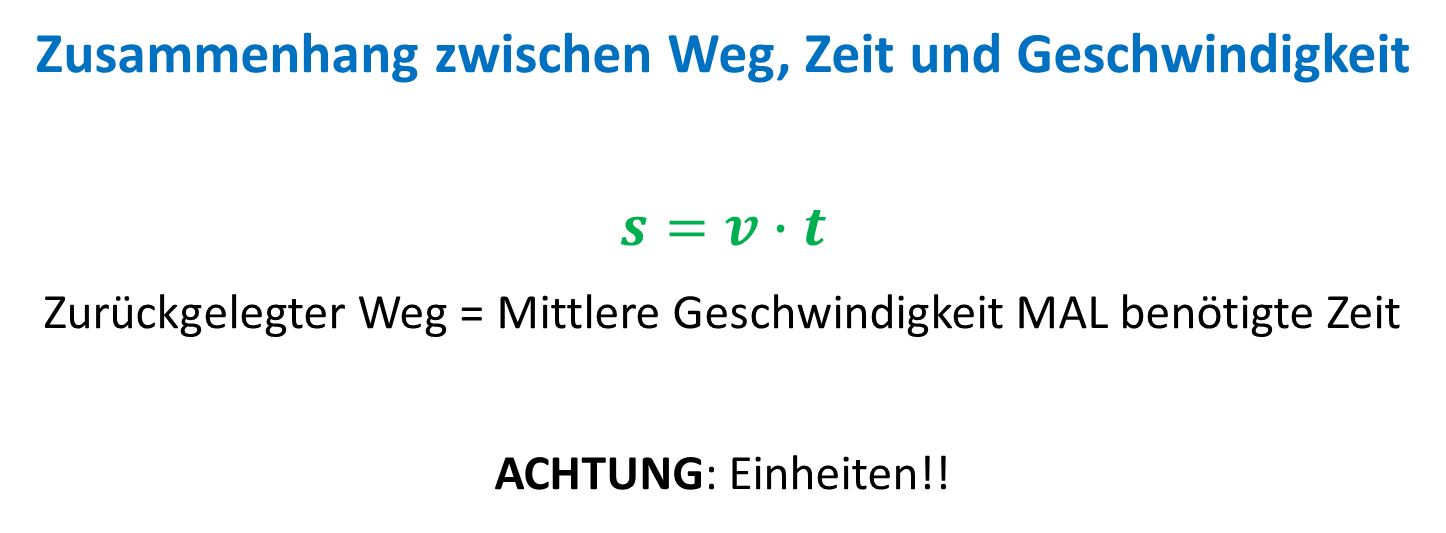 Zusammenhang zwischen Weg, Zeit und Geschwindigkeit
s = v · t
Zurückgelegter Weg = Mittlere Geschwindigkeit MAL benötigte Zeit
ACHTUNG: Einheiten!!